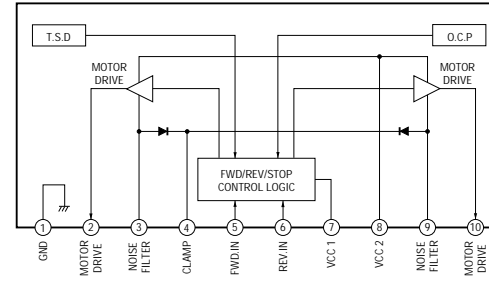 T.S.D
O.C.P
MOTOR
DRIVE
MOTOR
DRIVE
FWD/REV/STOP
CONTROL LOGIC
1
2
3
4
5
6
7
8
9
10
GND
MOTOR
DRIVE
NOISE
FILTER
CLAMP
FWD.IN
REV.IN
VCC 1
VCC 2
NOISE
FILTER
MOTOR
DRIVE